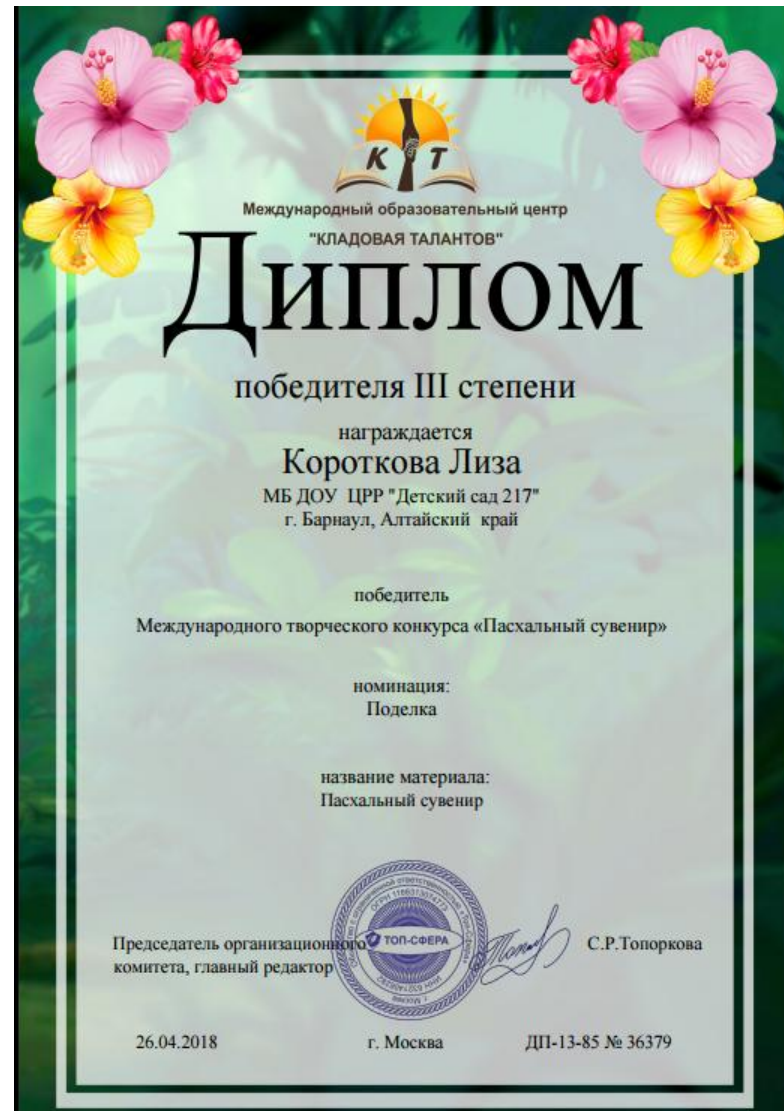 К Т
Международный образовательный центр
"КЛАДОВАЯ ТАЛАНТОВ"
Диплом
победителя III степени
награждается
Короткова Лиза
МБ ДОУ ЦРР "Детский сад 217"
г. Барнаул, Алтайский край
победитель
Международного творческого конкурса «Пасхальный сувенир»
номинация:
Поделка
название материала:
Пасхальный сувенир
Председатель организационного
комитета, главный редактор
ТОП-СФЕРА
г. Москва
С.Р.Топоркова
26.04.2018
г. Москва
ДП-13-85 № 36379